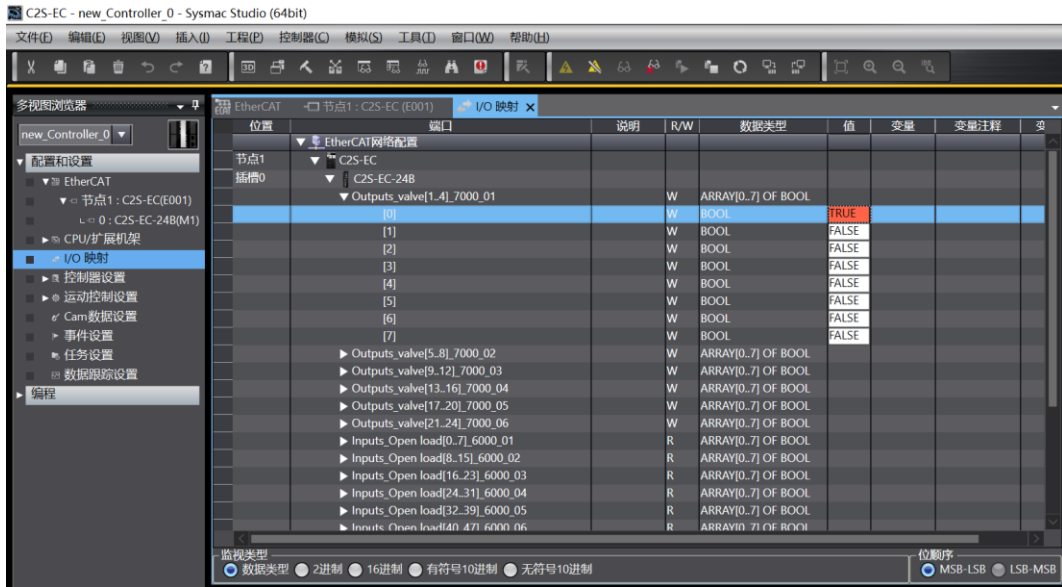 C2S-EC - new_Controller_0 - Sysmac Studio (64bit)
文件(F) 编辑(E) 视图(V) 插入(I) 工程(P) 控制器(C) 模拟(S) 工具(T) 窗口(W) 帮助(H)
多视图浏览器
new_Controller_0
配置和设置
EtherCAT
节点1 : C2S-EC(E001)
0 : C2S-EC-24B(M1)
CPU/扩展机架
I/O 映射
控制器设置
运动控制设置
Cam数据设置
事件设置
任务设置
数据跟踪设置
编程
EtherCAT 节点1 : C2S-EC (E001) I/O 映射
位置 端口 说明 R/W 数据类型 值 变量 变量注释
EtherCAT网络配置
节点1 C2S-EC
插槽0 C2S-EC-24B
Outputs_valve[1..4]_7000_01 W ARRAY[0..7] OF BOOL
[0] W BOOL TRUE
[1] W BOOL FALSE
[2] W BOOL FALSE
[3] W BOOL FALSE
[4] W BOOL FALSE
[5] W BOOL FALSE
[6] W BOOL FALSE
[7] W BOOL FALSE
Outputs_valve[5..8]_7000_02 W ARRAY[0..7] OF BOOL
Outputs_valve[9..12]_7000_03 W ARRAY[0..7] OF BOOL
Outputs_valve[13..16]_7000_04 W ARRAY[0..7] OF BOOL
Outputs_valve[17..20]_7000_05 W ARRAY[0..7] OF BOOL
Outputs_valve[21..24]_7000_06 W ARRAY[0..7] OF BOOL
Inputs_Open load[0..7]_6000_01 R ARRAY[0..7] OF BOOL
Inputs_Open load[8..15]_6000_02 R ARRAY[0..7] OF BOOL
Inputs_Open load[16..23]_6000_03 R ARRAY[0..7] OF BOOL
Inputs_Open load[24..31]_6000_04 R ARRAY[0..7] OF BOOL
Inputs_Open load[32..39]_6000_05 R ARRAY[0..7] OF BOOL
Inputs_Open load[40..47]_6000_06 R ARRAY[0..7] OF BOOL
监视类型 位顺序
数据类型 2进制 16进制 有符号10进制 无符号10进制 MSB-LSB LSB-MSB